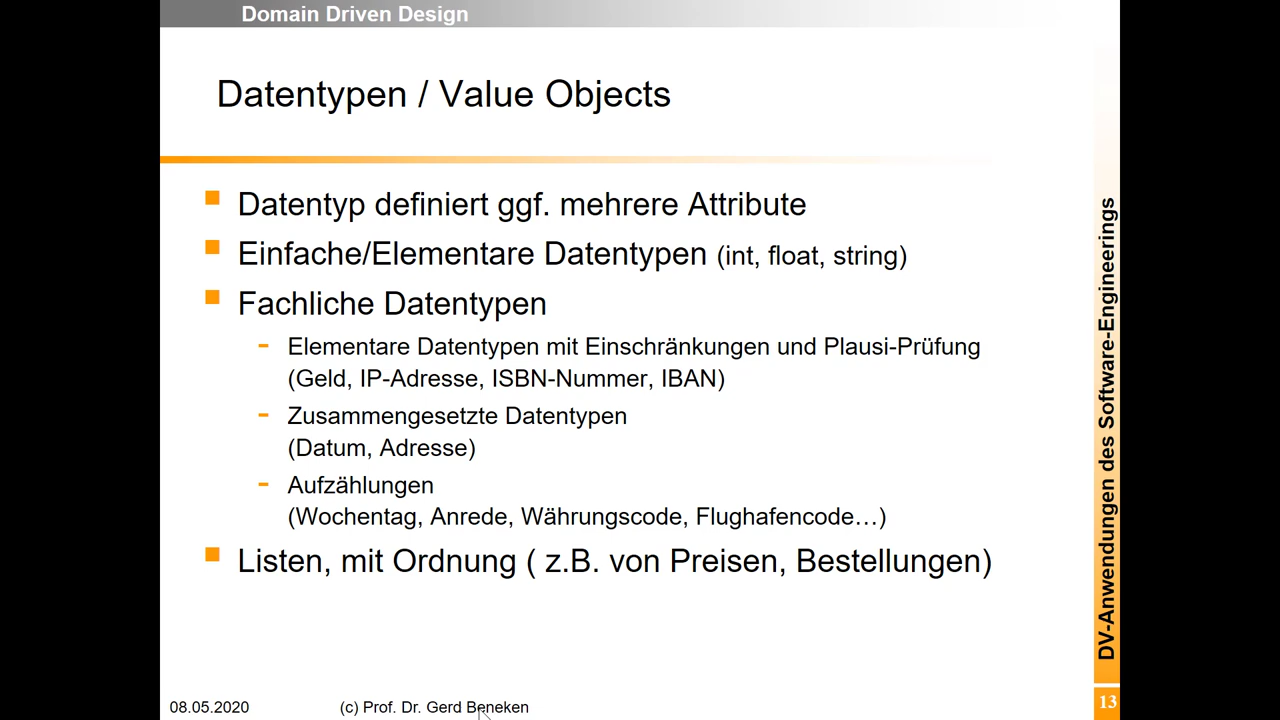 Domain Driven Design
Datentypen / Value Objects
Datentyp definiert ggf. mehrere Attribute
Einfache/Elementare Datentypen (int, float, string)
Fachliche Datentypen
- Elementare Datentypen mit Einschränkungen und Plausi-Prüfung
(Geld, IP-Adresse, ISBN-Nummer, IBAN)
- Zusammengesetzte Datentypen
(Datum, Adresse)
- Aufzählungen
(Wochentag, Anrede, Währungscode, Flughafencode…)
Listen, mit Ordnung ( z.B. von Preisen, Bestellungen)
DV-Anwendungen des Software-Engineerings
08.05.2020
(c) Prof. Dr. Gerd Beneken
13